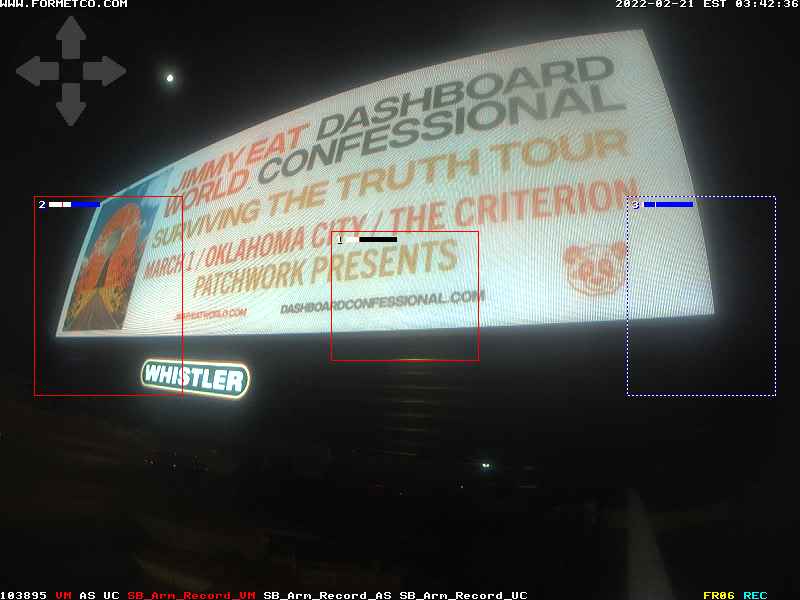 WWW.FORMETCO.COM
2022-02-21 EST 03:42:36
JIMMY EAT DASHBOARD
WORLD CONFESSIONAL
SURVIVING THE TRUTH TOUR
MARCH 1 / OKLAHOMA CITY / THE CRITERION
PATCHWORK PRESENTS
JIMMYEATWORLD.COM
DASHBOARDCONFESSIONAL.COM
2
1
3
WHISTLER
103895 VM AS UC SB_Arm_Record_VM SB_Arm_Record_AS SB_Arm_Record_UC
FR06 REC